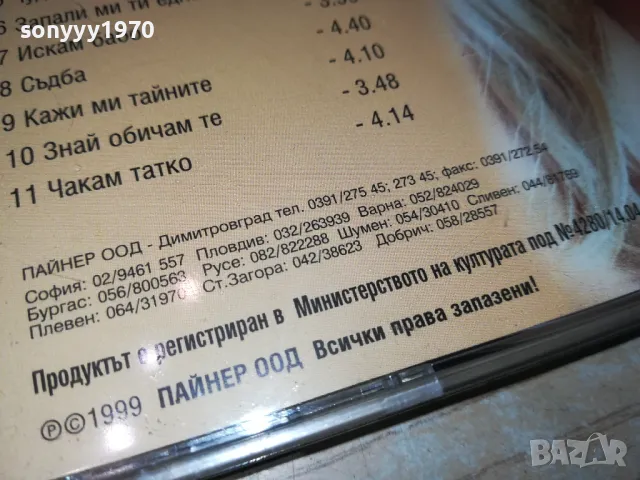 sonyyy1970
6 Запали ми ти
7 Искам
- 4.40
8 Съдба - 4.10
9 Кажи ми тайните - 3.48
10 Знай обичам те - 4.14
11 Чакам татко
ПАЙНЕР ООД - Димитровград тел. 0391/275 45; 273 45; факс: 0391/272 54
София: 02/9461 557 Пловдив: 032/263939 Варна: 052/824029
Бургас: 056/800563 Русе: 082/822288 Шумен: 054/30410 Сливен: 044/81769
Плевен: 064/31970 Ст.Загора: 042/38623 Добрич: 058/28557
Продуктът е регистриран в Министерството на културата под №4280/14.04
Ⓟ©1999 ПАЙНЕР ООД Всички права запазени!
BAZAR